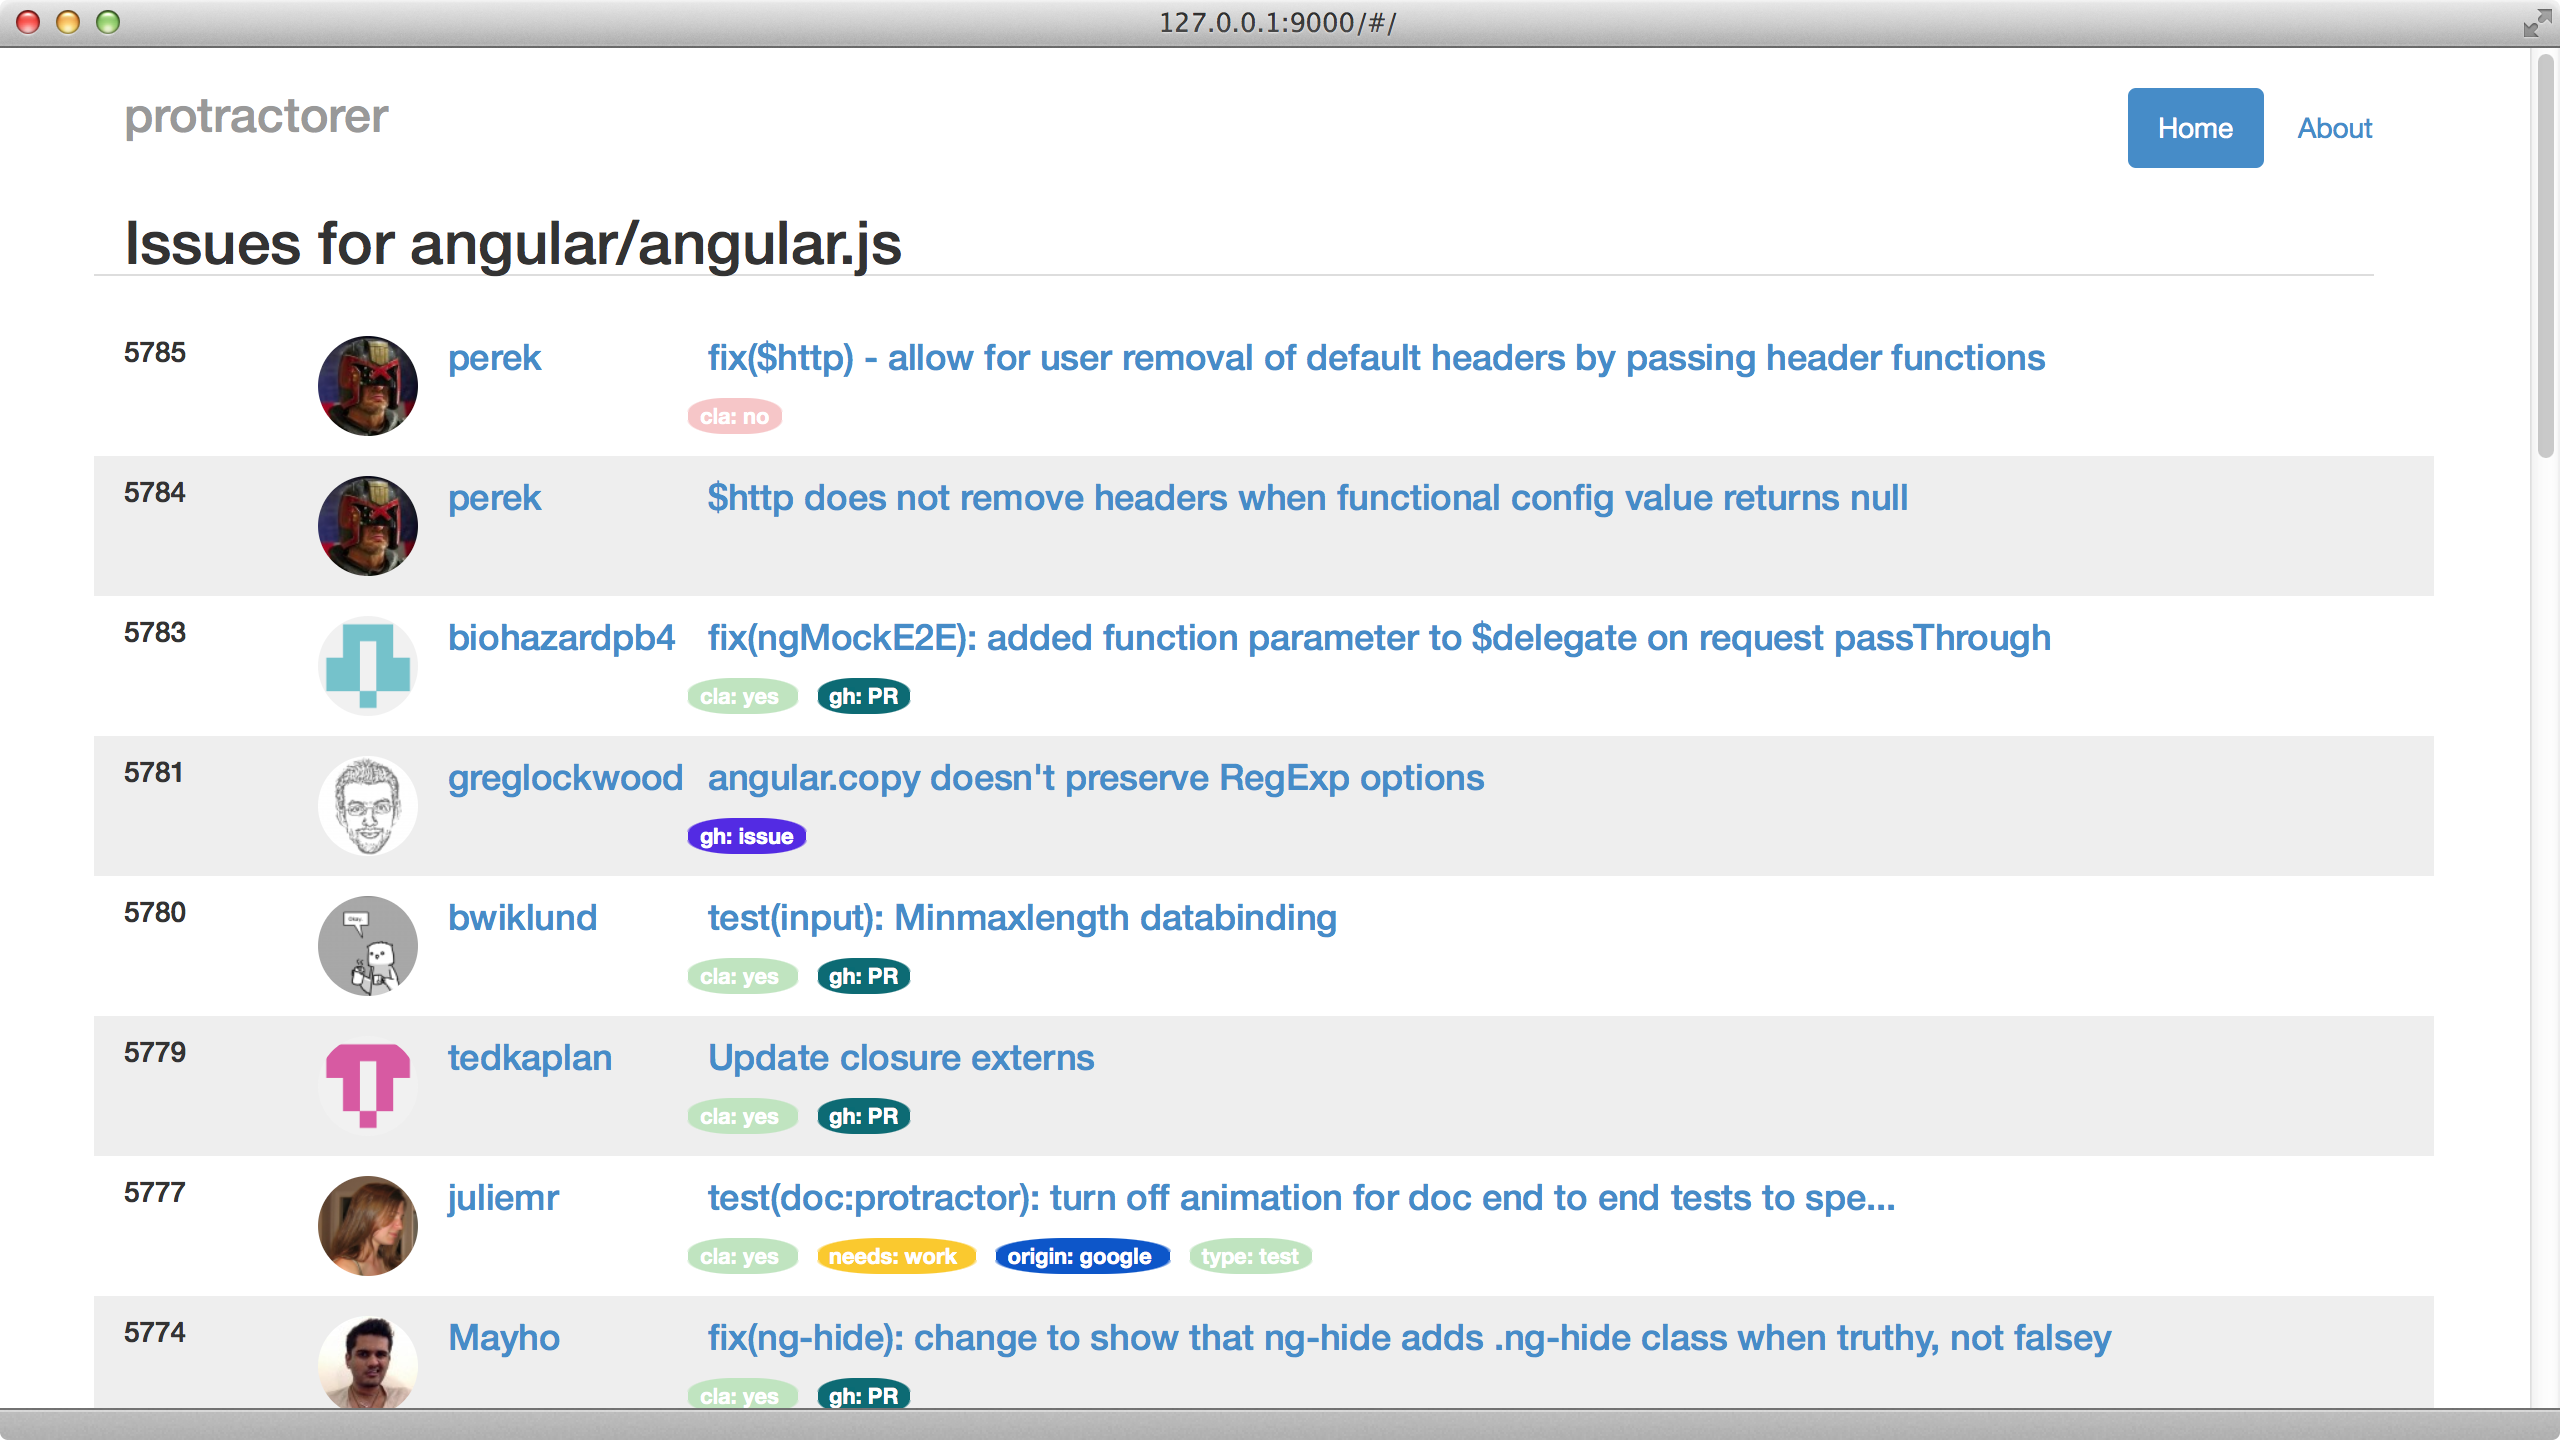 127.0.0.1:9000/#/
protractorer
Home About
Issues for angular/angular.js
5785 perek fix($http) - allow for user removal of default headers by passing header functions
cla: no
5784 perek $http does not remove headers when functional config value returns null
5783 biohazardpb4 fix(ngMockE2E): added function parameter to $delegate on request passThrough
cla: yes gh: PR
5781 greglockwood angular.copy doesn't preserve RegExp options
gh: issue
5780 bwiklund test(input): Minmaxlength databinding
Okay.
cla: yes gh: PR
5779 tedkaplan Update closure externs
cla: yes gh: PR
5777 juliemr test(doc:protractor): turn off animation for doc end to end tests to spe...
cla: yes needs: work origin: google type: test
5774 Mayho fix(ng-hide): change to show that ng-hide adds .ng-hide class when truthy, not falsey
cla: yes gh: PR